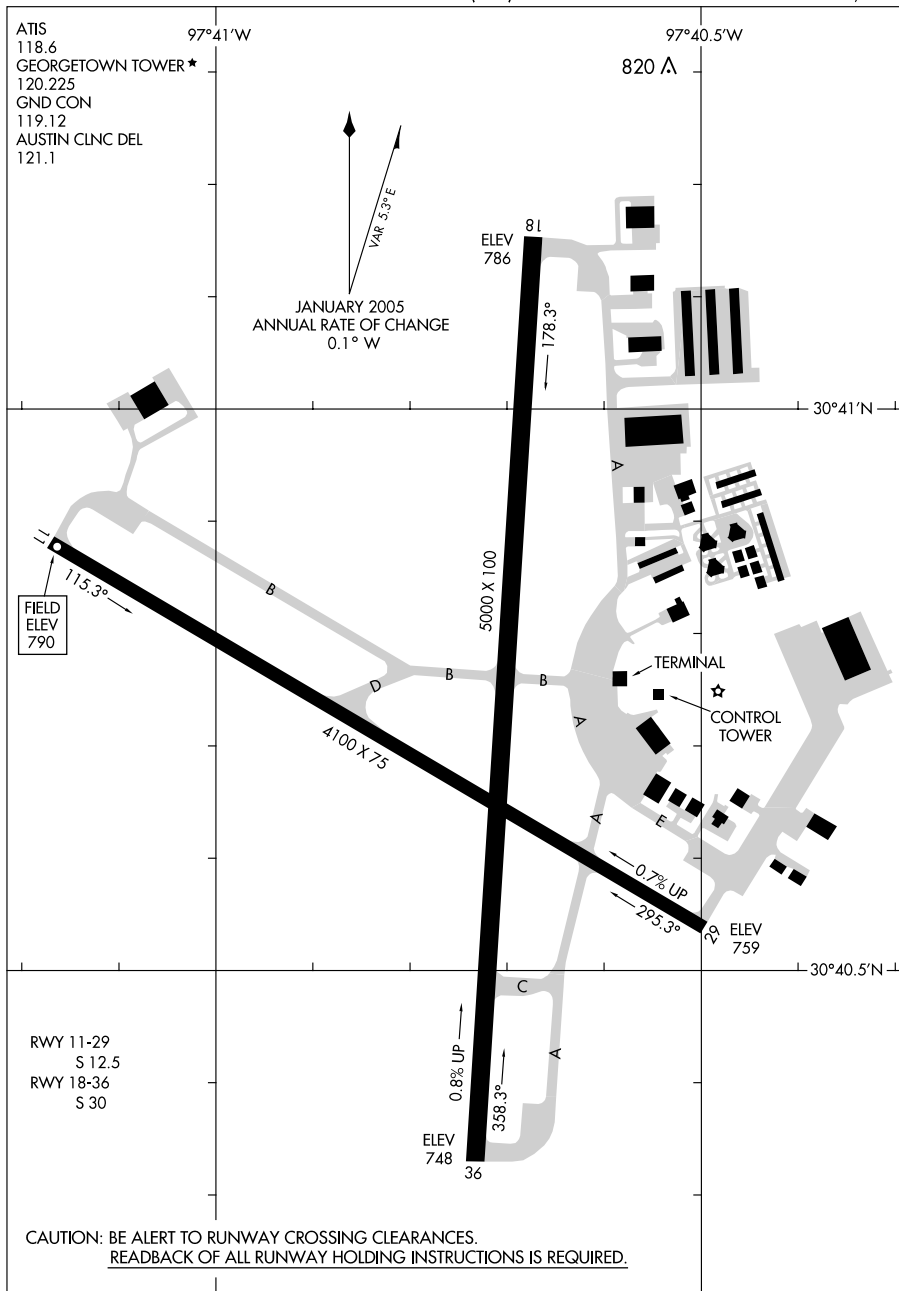 ATIS
118.6
GEORGETOWN TOWER★
120.225
GND CON
119.12
AUSTIN CLNC DEL
121.1
97°41'W
97°40.5'W
820
VAR 5.3° E
JANUARY 2005
ANNUAL RATE OF CHANGE
0.1° W
ELEV
786
18
178.3°
30°41'N
A
11
115.3°
FIELD
ELEV
790
B
5000 X 100
D
B
B
TERMINAL
CONTROL
TOWER
A
4100 X 75
A
E
0.7% UP
295.3°
29
ELEV
759
30°40.5'N
C
A
0.8% UP
358.3°
RWY 11-29
S 12.5
RWY 18-36
S 30
ELEV
748
36
CAUTION: BE ALERT TO RUNWAY CROSSING CLEARANCES.
READBACK OF ALL RUNWAY HOLDING INSTRUCTIONS IS REQUIRED.